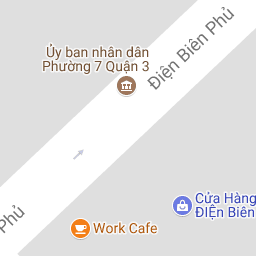 Ủy ban nhân dân
Phường 7 Quận 3
Điện Biên Phủ
Cửa Hàng
ĐIện Biên
Phủ
Work Cafe